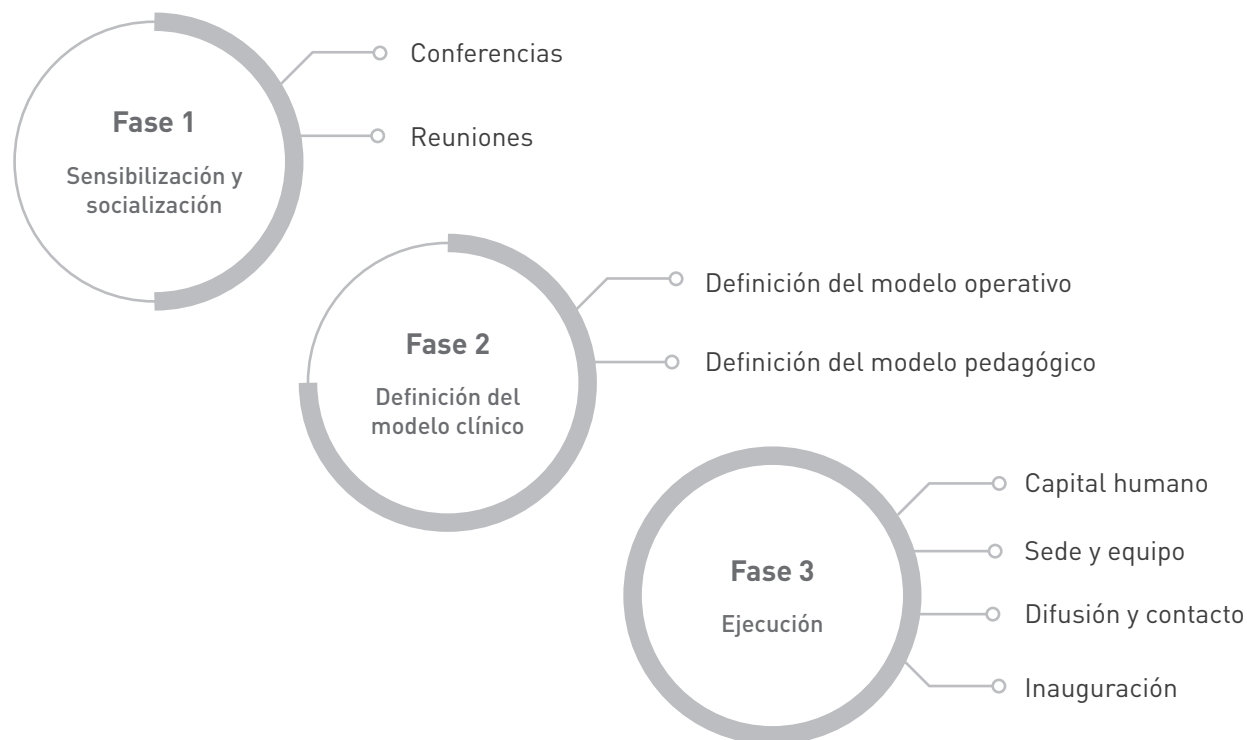 Fase 1
Sensibilización y
socialización
Conferencias
Reuniones
Fase 2
Definición del
modelo clínico
Definición del modelo operativo
Definición del modelo pedagógico
Fase 3
Ejecución
Capital humano
Sede y equipo
Difusión y contacto
Inauguración